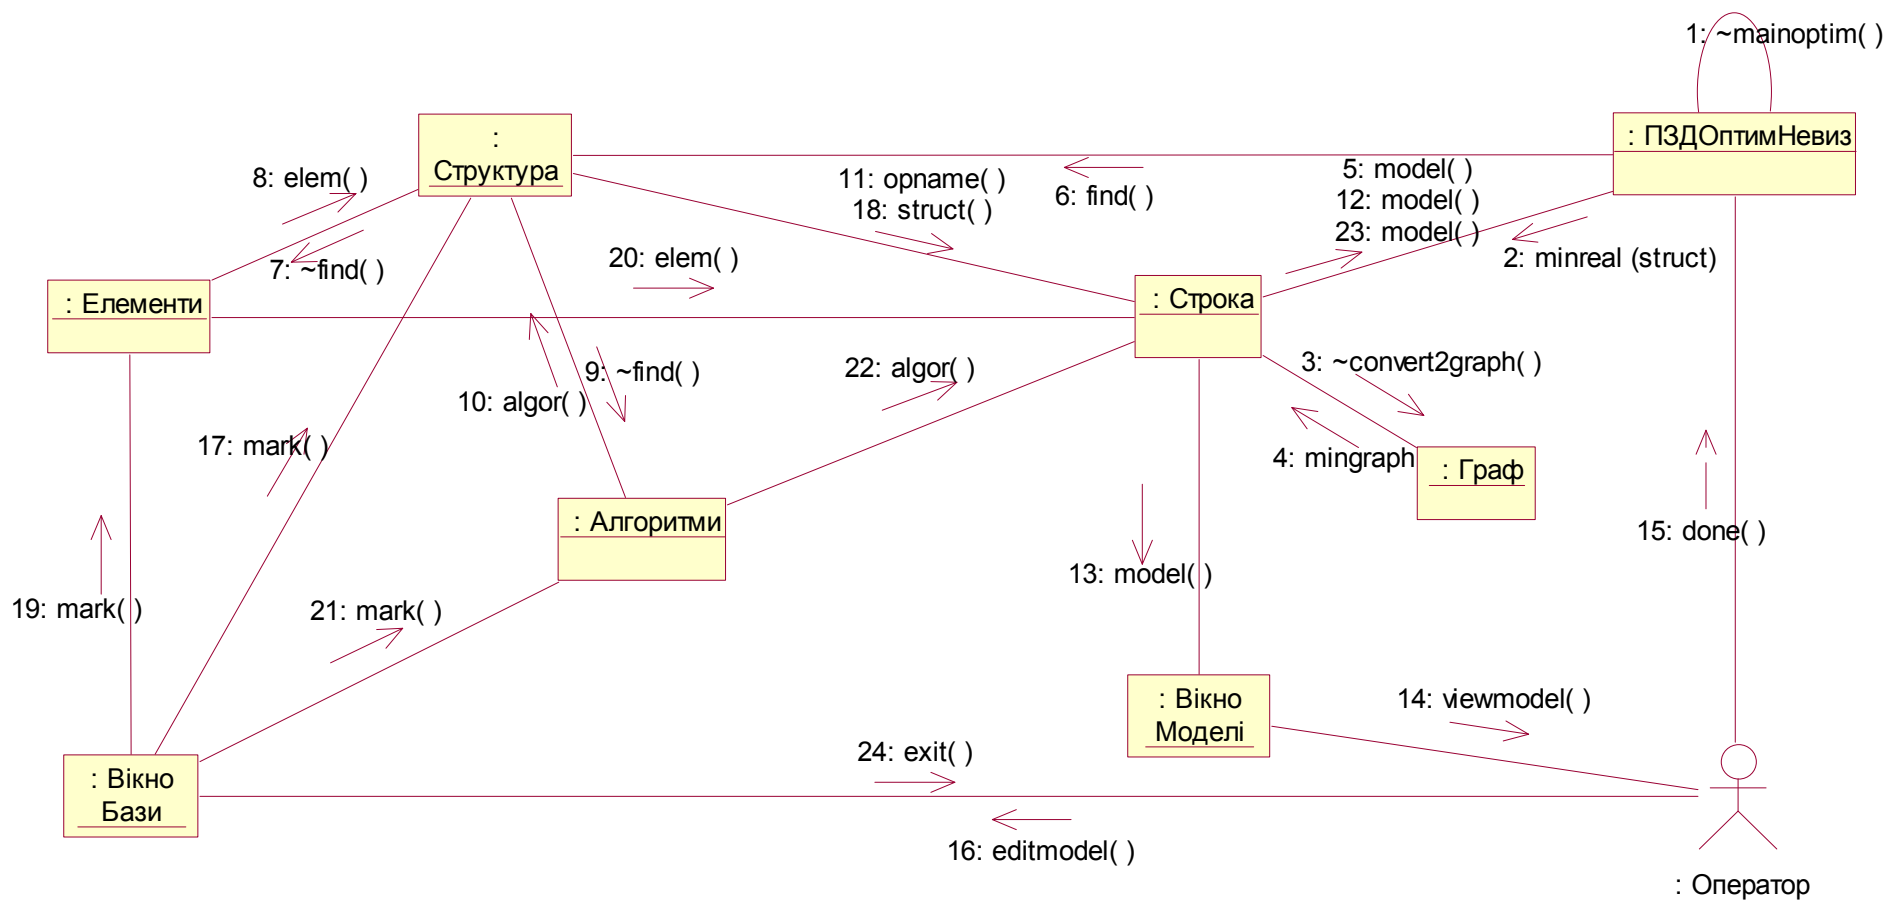 1: ~mainoptim( )
:
Структура
: ПЗДОптимНевиз
8: elem( )
11: opname( )
18: struct( )
6: find( )
5: model( )
12: model( )
23: model( )
7: ~find( )
20: elem( )
2: minreal (struct)
: Елементи
: Строка
9: ~find( )
22: algor( )
3: ~convert2graph( )
10: algor( )
17: mark( )
4: mingraph
: Граф
: Алгоритми
15: done( )
13: model( )
19: mark( )
21: mark( )
: Вікно
Моделі
14: viewmodel( )
24: exit( )
: Вікно
Бази
16: editmodel( )
: Оператор